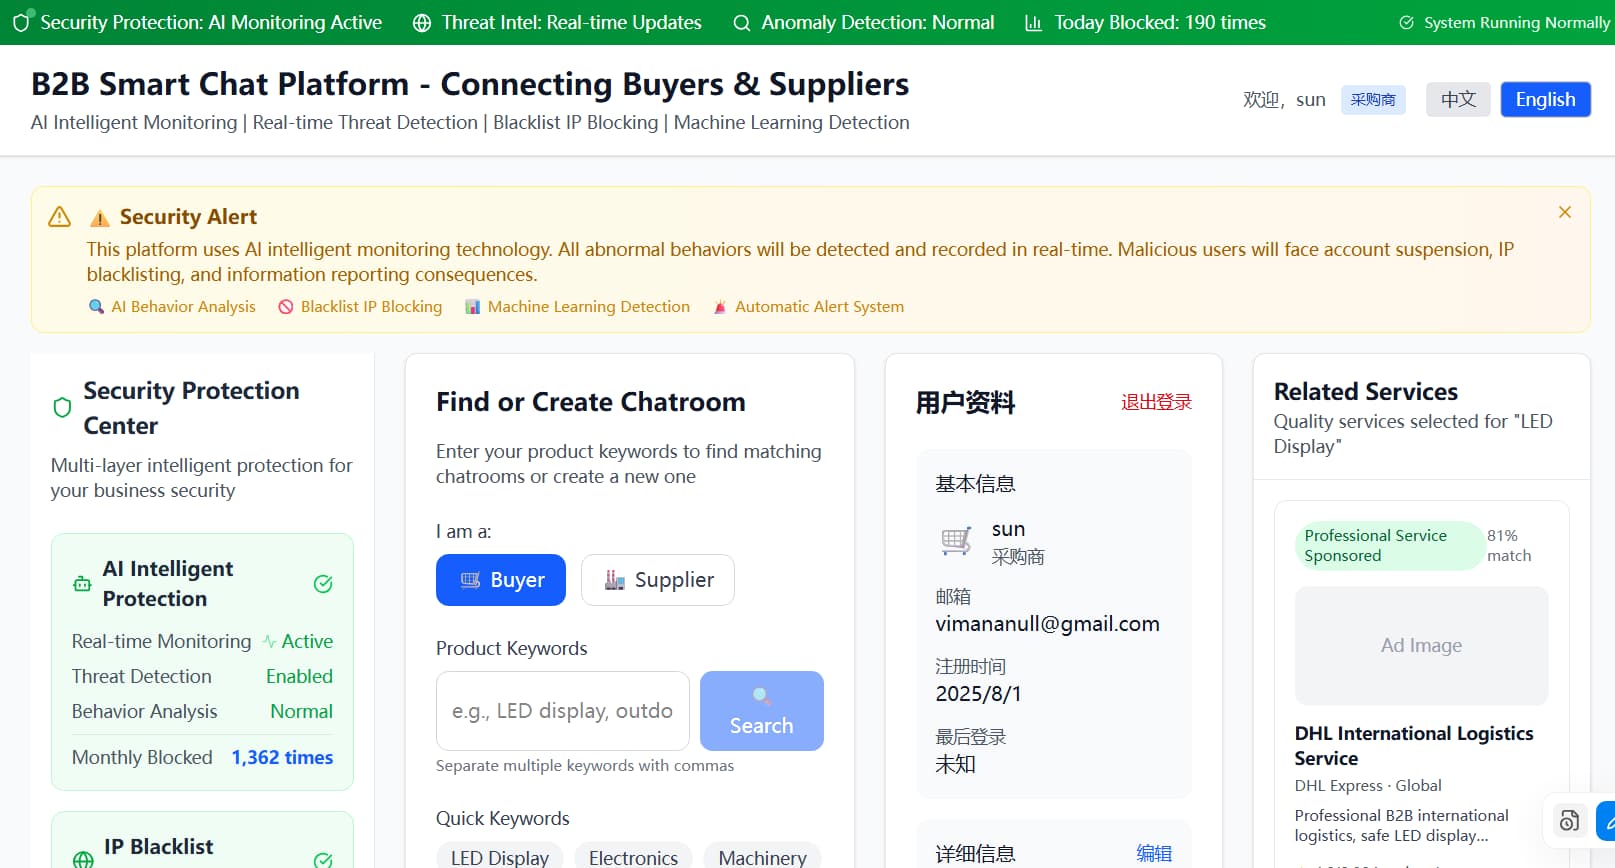 Security Protection: AI Monitoring Active
Threat Intel: Real-time Updates
Anomaly Detection: Normal
Today Blocked: 190 times
System Running Normally
B2B Smart Chat Platform - Connecting Buyers & Suppliers
AI Intelligent Monitoring | Real-time Threat Detection | Blacklist IP Blocking | Machine Learning Detection
欢迎, sun
采购商
中文
English
Security Alert
This platform uses AI intelligent monitoring technology. All abnormal behaviors will be detected and recorded in real-time. Malicious users will face account suspension, IP
blacklisting, and information reporting consequences.
AI Behavior Analysis
Blacklist IP Blocking
Machine Learning Detection
Automatic Alert System
Security Protection
Center
Multi-layer intelligent protection for
your business security
AI Intelligent
Protection
Real-time Monitoring Active
Threat Detection Enabled
Behavior Analysis Normal
Monthly Blocked 1,362 times
IP Blacklist
Find or Create Chatroom
Enter your product keywords to find matching
chatrooms or create a new one
I am a:
Buyer
Supplier
Product Keywords
e.g., LED display, outdo
Search
Separate multiple keywords with commas
Quick Keywords
LED Display
Electronics
Machinery
用户资料
退出登录
基本信息
sun
采购商
邮箱
vimananull@gmail.com
注册时间
2025/8/1
最后登录
未知
详细信息
编辑
Related Services
Quality services selected for "LED
Display"
Professional Service
Sponsored
81%
match
Ad Image
DHL International Logistics
Service
DHL Express · Global
Professional B2B international
logistics, safe LED display...